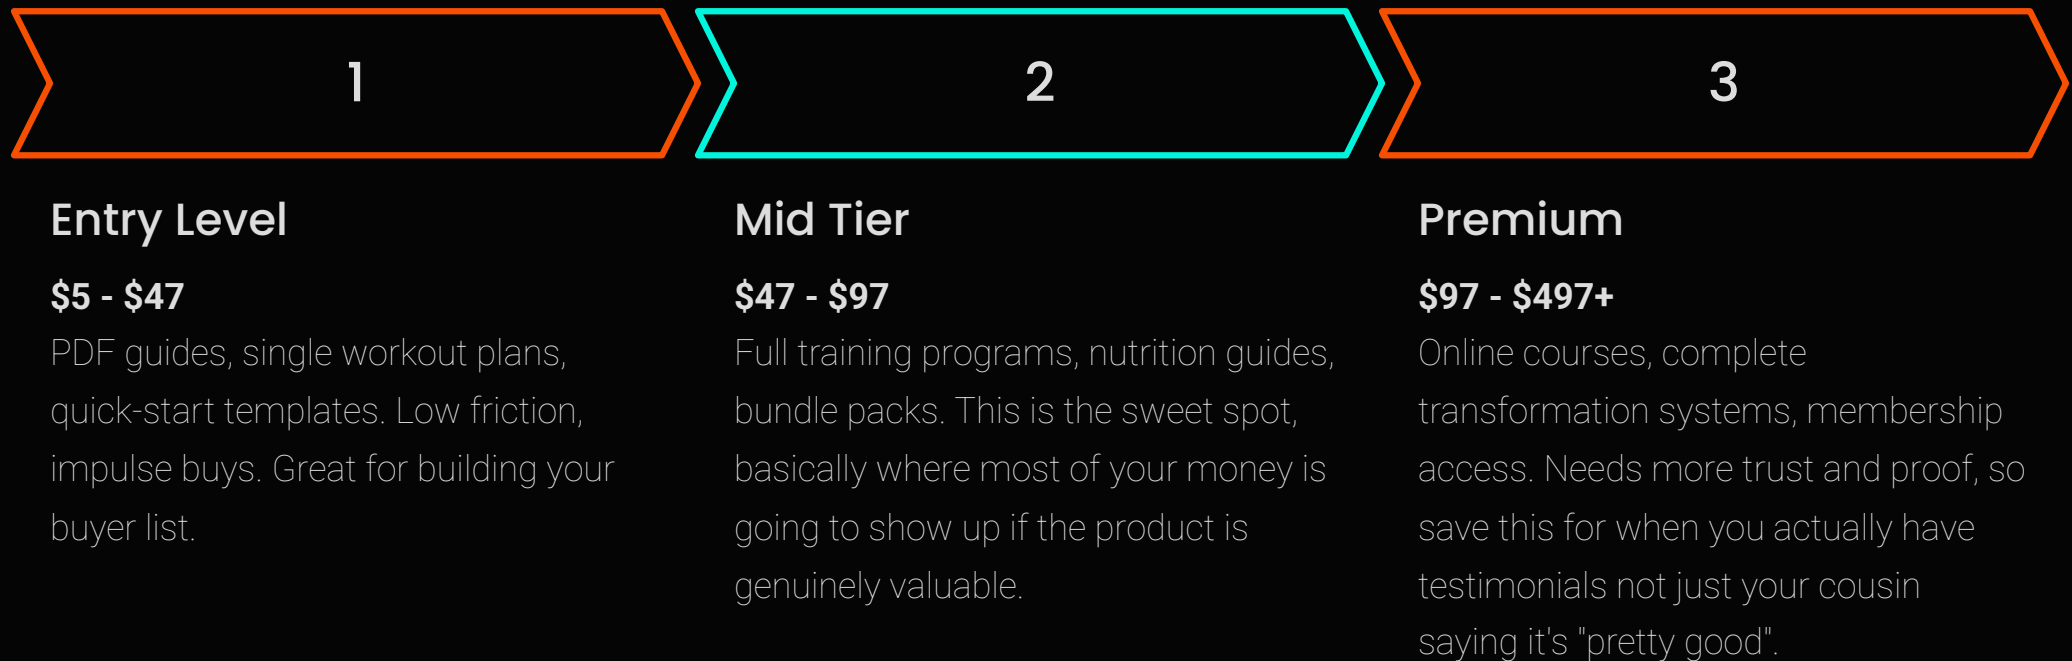 1
2
3
Entry Level
$5 - $47
PDF guides, single workout plans,
quick-start templates. Low friction,
impulse buys. Great for building your
buyer list.
Mid Tier
$47 - $97
Full training programs, nutrition guides,
bundle packs. This is the sweet spot,
basically where most of your money is
going to show up if the product is
genuinely valuable.
Premium
$97 - $497+
Online courses, complete
transformation systems, membership
access. Needs more trust and proof, so
save this for when you actually have
testimonials not just your cousin
saying it's "pretty good".